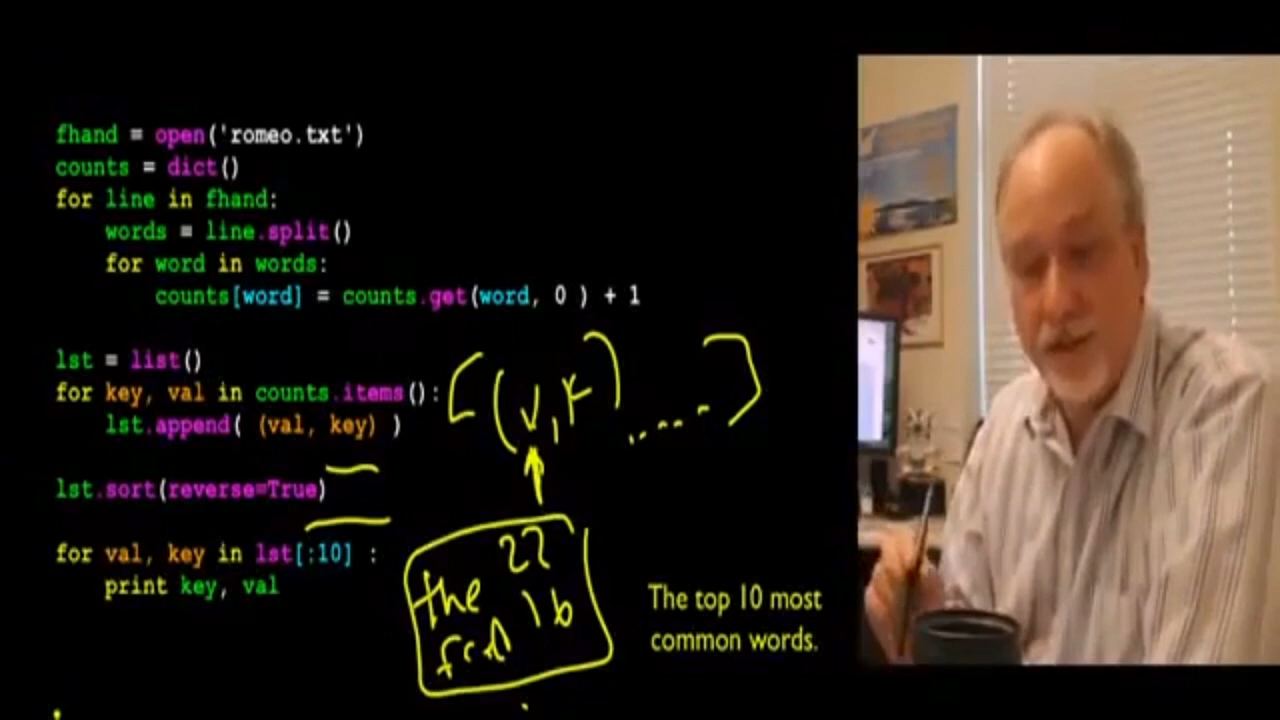 fhand = open('romeo.txt')
counts = dict()
for line in fhand:
    words = line.split()
    for word in words:
        counts[word] = counts.get(word, 0 ) + 1
lst = list()
for key, val in counts.items():
    lst.append( (val, key) )
[(V,K) ....]
lst.sort(reverse=True)
for val, key in lst[:10] :
    print key, val
the 22
16
The top 10 most
common words.